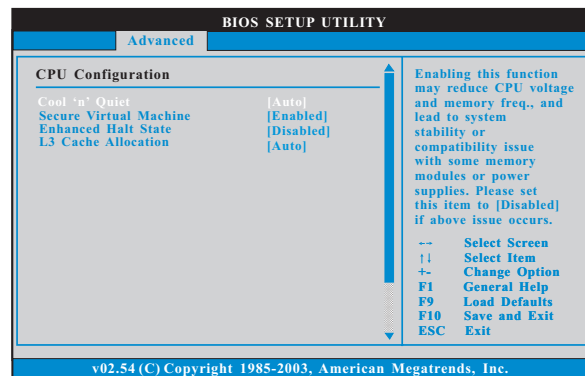 BIOS SETUP UTILITY
Advanced
CPU Configuration
Cool ‘n’ Quiet [Auto]
Secure Virtual Machine [Enabled]
Enhanced Halt State [Disabled]
L3 Cache Allocation [Auto]
Enabling this function
may reduce CPU voltage
and memory freq., and
lead to system
stability or
compatibility issue
with some memory
modules or power
supplies. Please set
this item to [Disabled]
if above issue occurs.
←→ Select Screen
↑↓ Select Item
+- Change Option
F1 General Help
F9 Load Defaults
F10 Save and Exit
ESC Exit
v02.54 (C) Copyright 1985-2003, American Megatrends, Inc.